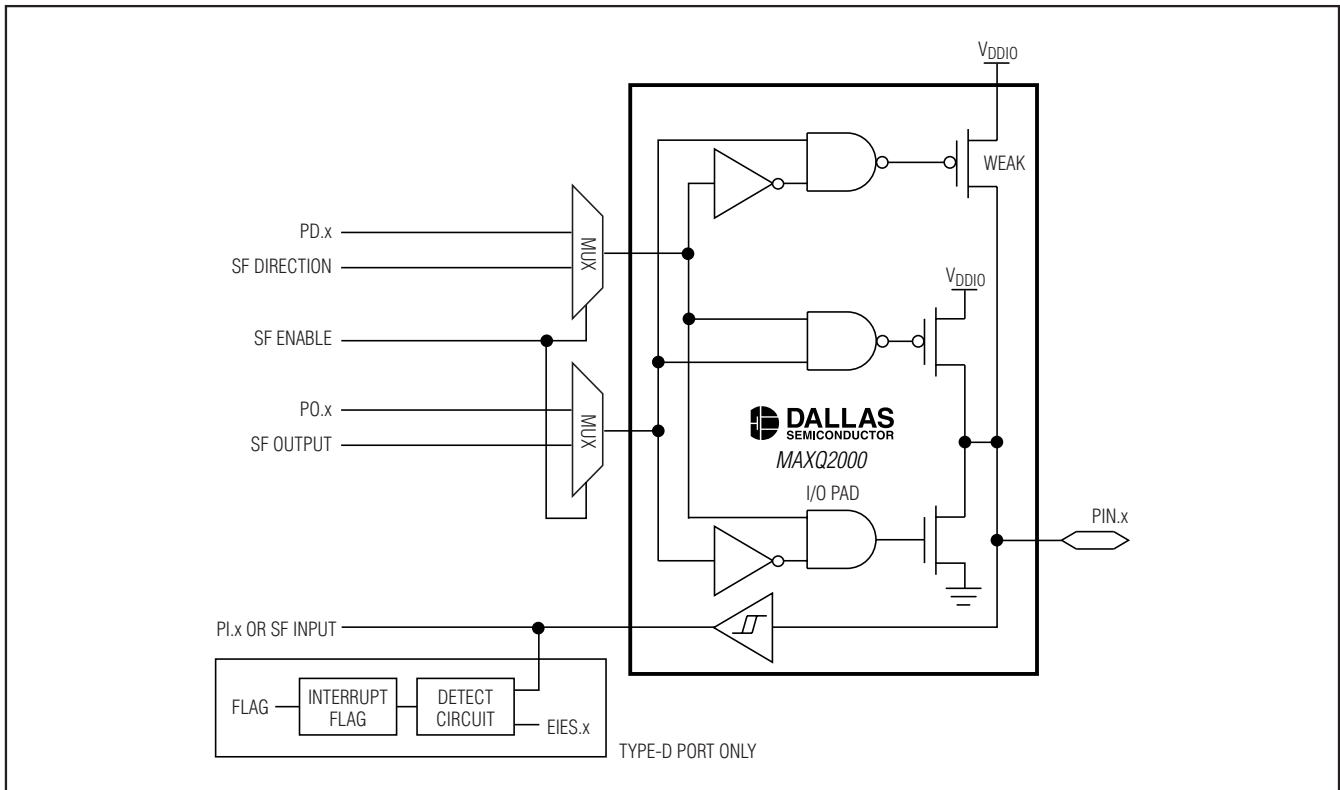 VDDIO
WEAK
PD.x
MUX
SF DIRECTION
VDDIO
SF ENABLE
PO.x
MUX
SF OUTPUT
DALLAS
SEMICONDUCTOR
MAXQ2000
I/O PAD
PIN.x
PI.x OR SF INPUT
FLAG
INTERRUPT
FLAG
DETECT
CIRCUIT
EIES.x
TYPE-D PORT ONLY